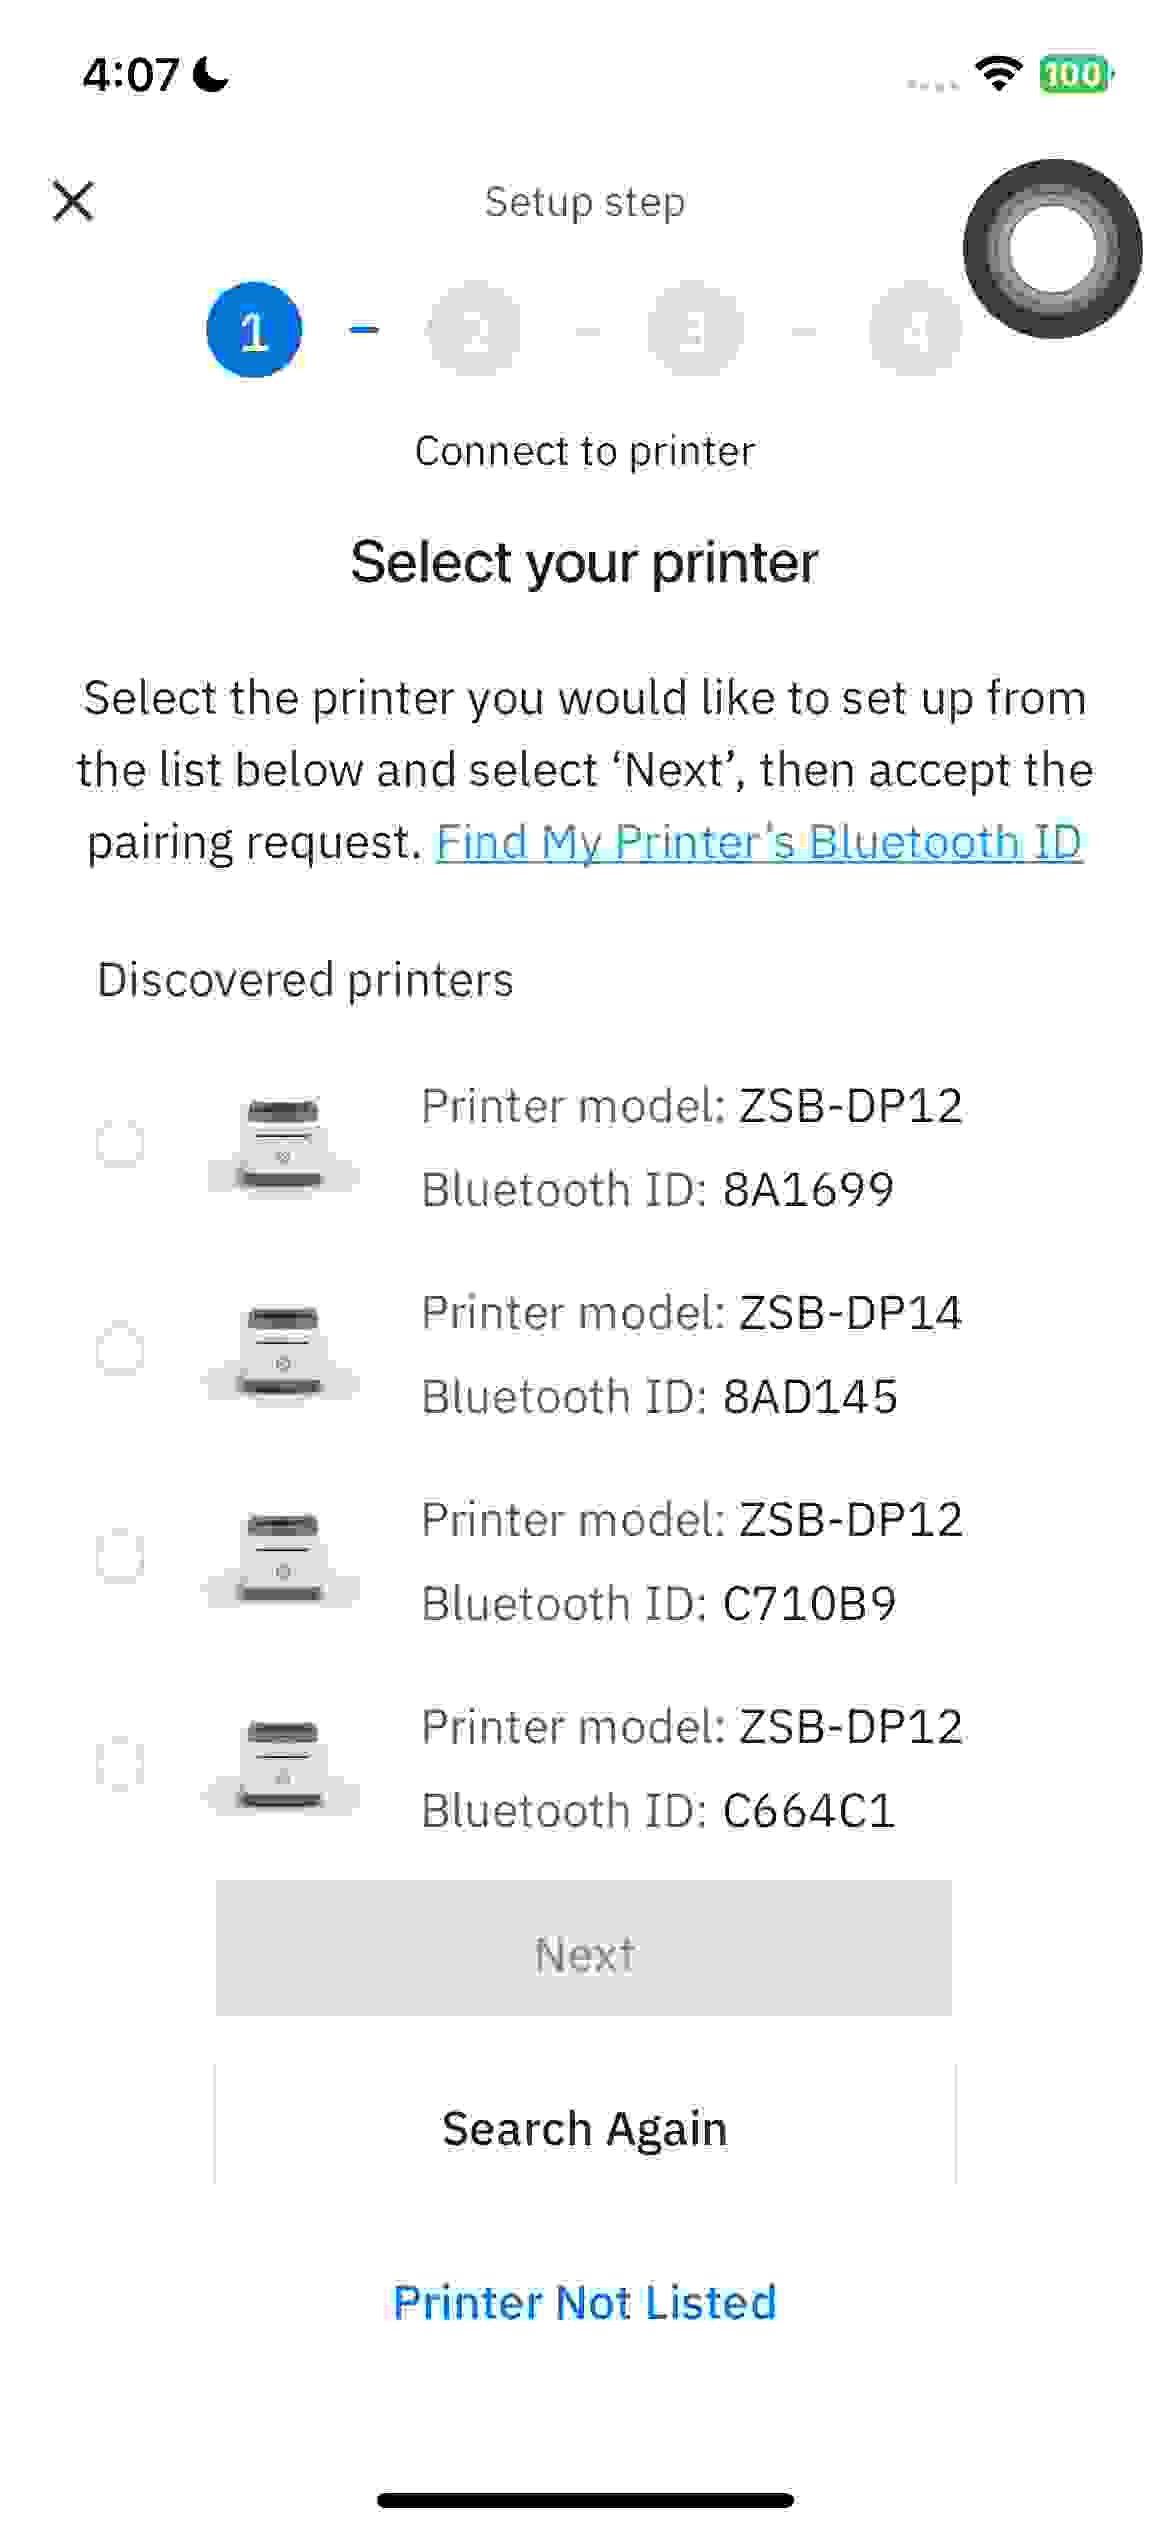 4:07
100
Setup step
1
2
3
4
Connect to printer
Select your printer
Select the printer you would like to set up from
the list below and select ‘Next’, then accept the
pairing request. Find My Printer's Bluetooth ID
Discovered printers
Printer model: ZSB-DP12
Bluetooth ID: 8A1699
Printer model: ZSB-DP14
Bluetooth ID: 8AD145
Printer model: ZSB-DP12
Bluetooth ID: C710B9
Printer model: ZSB-DP12
Bluetooth ID: C664C1
Next
Search Again
Printer Not Listed